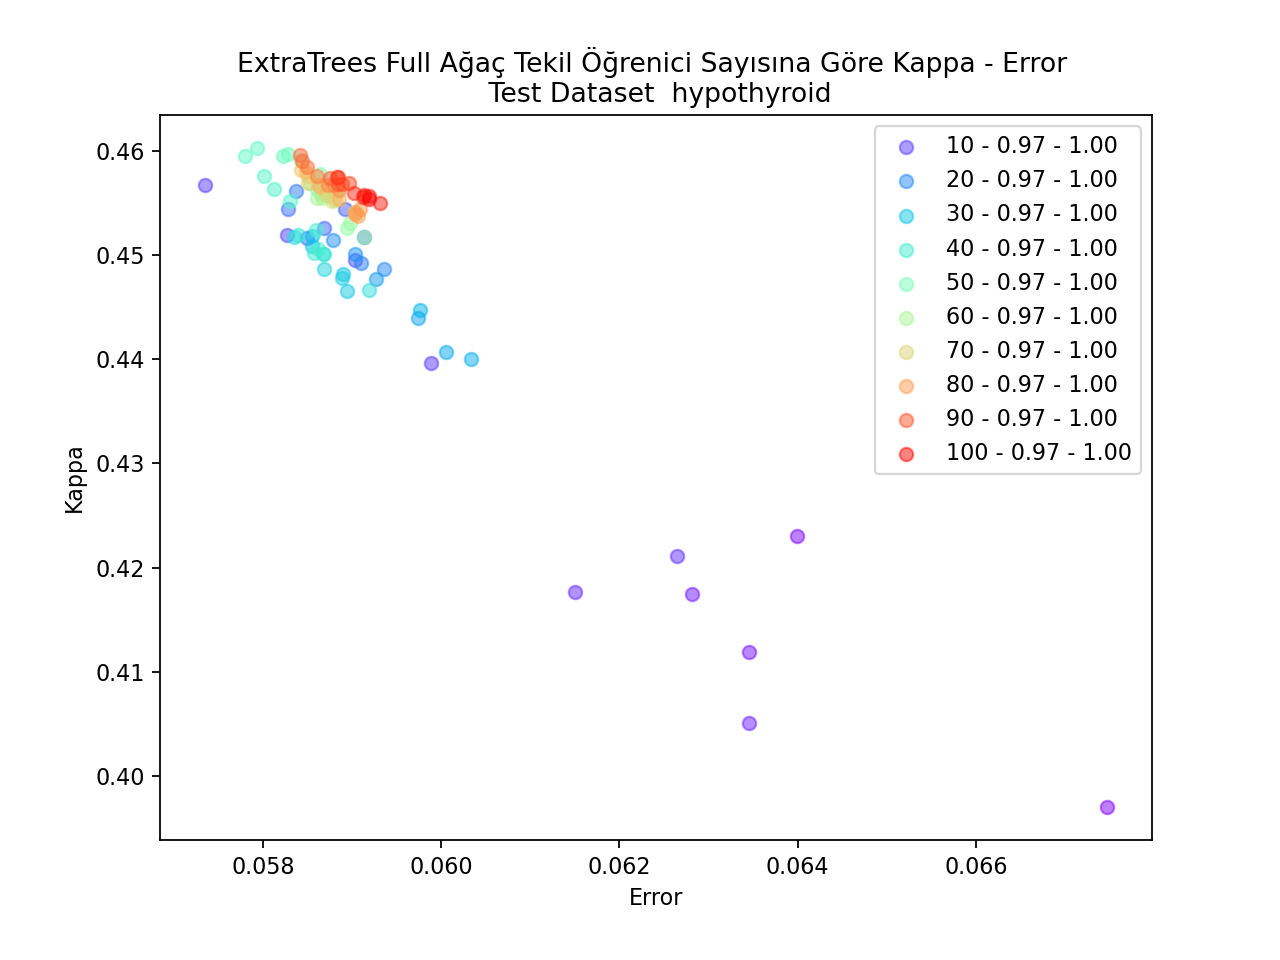 ExtraTrees Full Ağaç Tekil Öğrenici Sayısına Göre Kappa - Error
Test Dataset  hypothyroid
0.46
0.45
0.44
0.43
0.42
0.41
0.40
Kappa
10 - 0.97 - 1.00
20 - 0.97 - 1.00
30 - 0.97 - 1.00
40 - 0.97 - 1.00
50 - 0.97 - 1.00
60 - 0.97 - 1.00
70 - 0.97 - 1.00
80 - 0.97 - 1.00
90 - 0.97 - 1.00
100 - 0.97 - 1.00
0.058 0.060 0.062 0.064 0.066
Error